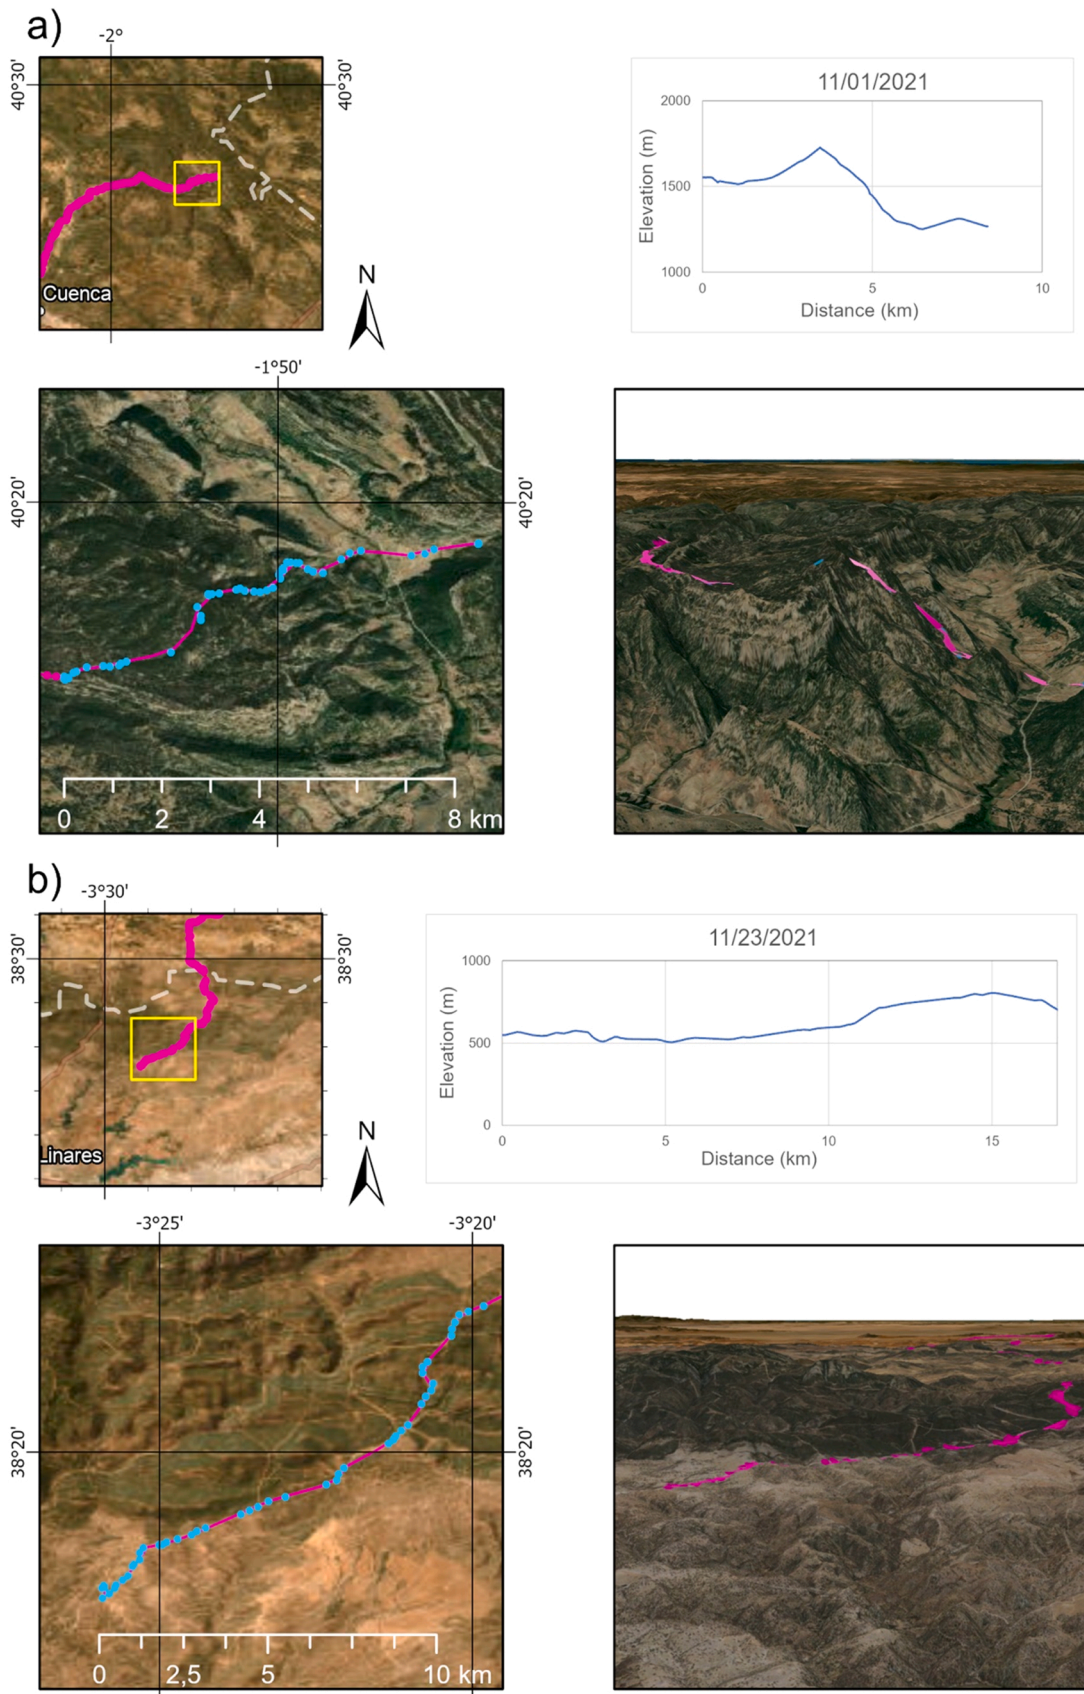 a)
-2°
40°30'
40°30'
Cuenca
N
11/01/2021
2000
1500
1000
Elevation (m)
0
5
10
Distance (km)
-1°50'
40°20'
40°20'
0
2
4
8 km
b)
-3°30'
38°30'
38°30'
Linares
N
11/23/2021
1000
500
0
Elevation (m)
0
5
10
15
Distance (km)
-3°25'
-3°20'
38°20'
38°20'
0
2,5
5
10 km